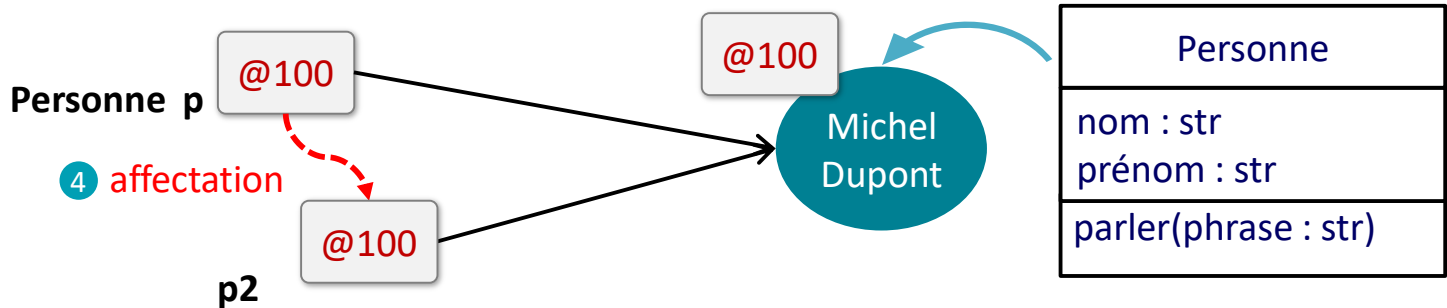 Personne p
@100
4 affectation
@100
p2
@100
Michel
Dupont
Personne
nom : str
prénom : str
parler(phrase : str)